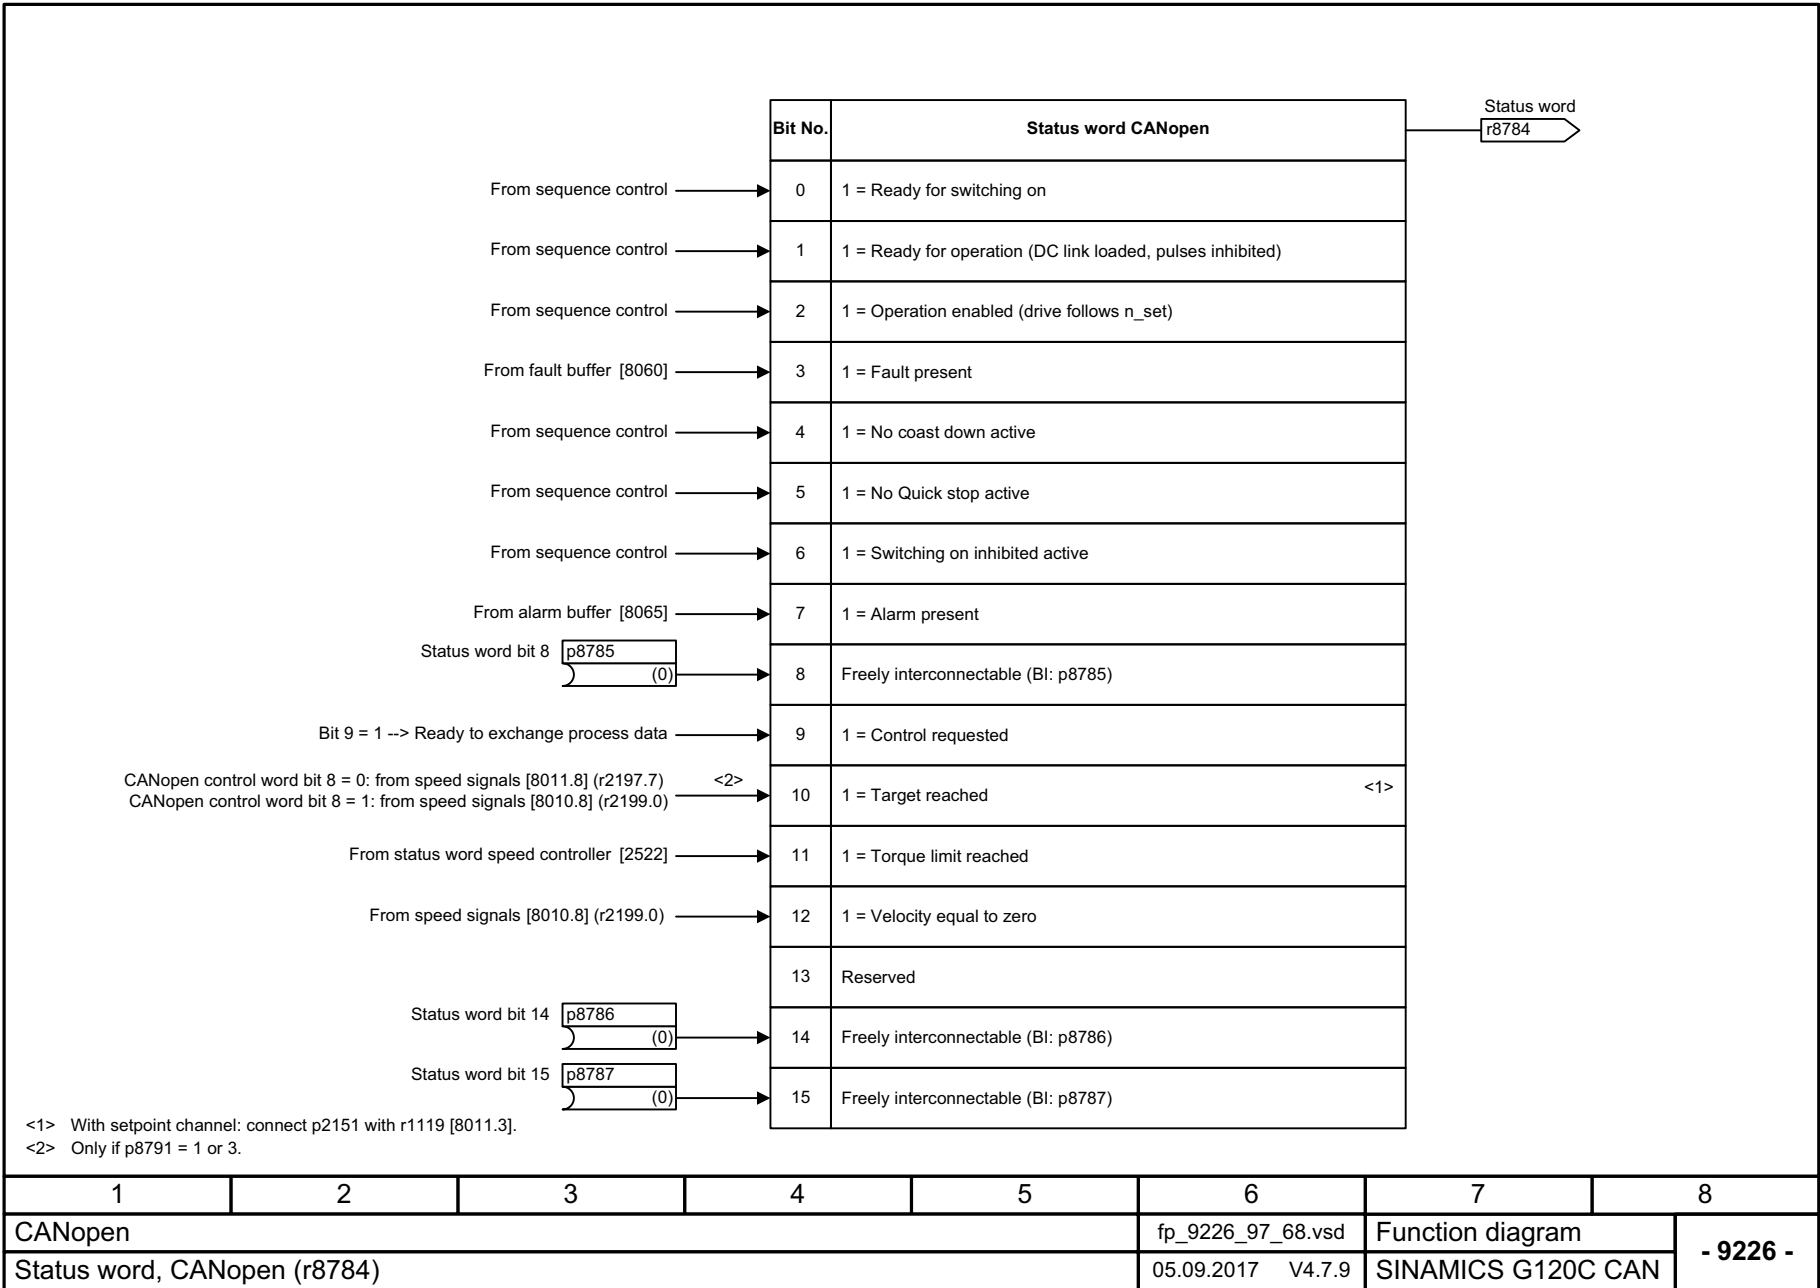 Status word
r8784
Bit No. Status word CANopen
From sequence control 0 1 = Ready for switching on
From sequence control 1 1 = Ready for operation (DC link loaded, pulses inhibited)
From sequence control 2 1 = Operation enabled (drive follows n_set)
From fault buffer [8060] 3 1 = Fault present
From sequence control 4 1 = No coast down active
From sequence control 5 1 = No Quick stop active
From sequence control 6 1 = Switching on inhibited active
From alarm buffer [8065] 7 1 = Alarm present
Status word bit 8 p8785
(0) 8 Freely interconnectable (BI: p8785)
Bit 9 = 1 --> Ready to exchange process data 9 1 = Control requested
CANopen control word bit 8 = 0: from speed signals [8011.8] (r2197.7) <2>
CANopen control word bit 8 = 1: from speed signals [8010.8] (r2199.0)
10 1 = Target reached <1>
From status word speed controller [2522] 11 1 = Torque limit reached
From speed signals [8010.8] (r2199.0) 12 1 = Velocity equal to zero
13 Reserved
Status word bit 14 p8786
(0) 14 Freely interconnectable (BI: p8786)
Status word bit 15 p8787
(0) 15 Freely interconnectable (BI: p8787)
<1> With setpoint channel: connect p2151 with r1119 [8011.3].
<2> Only if p8791 = 1 or 3.
1 2 3 4 5 6 7 8
CANopen fp_9226_97_68.vsd Function diagram
- 9226 -
Status word, CANopen (r8784) 05.09.2017 V4.7.9 SINAMICS G120C CAN